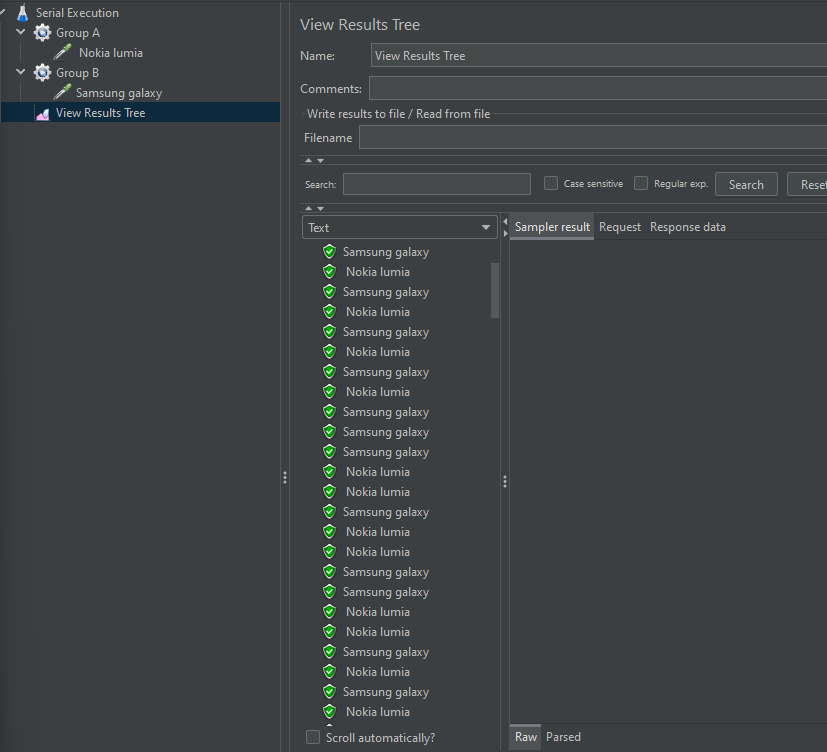 Serial Execution
Group A
Nokia lumia
Group B
Samsung galaxy
View Results Tree
View Results Tree
Name: View Results Tree
Comments:
Write results to file / Read from file
Filename
Search: Case sensitive Regular exp. Search Reset
Text
Sampler result Request Response data
Samsung galaxy
Nokia lumia
Samsung galaxy
Nokia lumia
Samsung galaxy
Nokia lumia
Samsung galaxy
Nokia lumia
Samsung galaxy
Samsung galaxy
Samsung galaxy
Nokia lumia
Nokia lumia
Samsung galaxy
Nokia lumia
Nokia lumia
Samsung galaxy
Samsung galaxy
Nokia lumia
Nokia lumia
Samsung galaxy
Nokia lumia
Samsung galaxy
Nokia lumia
Scroll automatically?
Raw Parsed